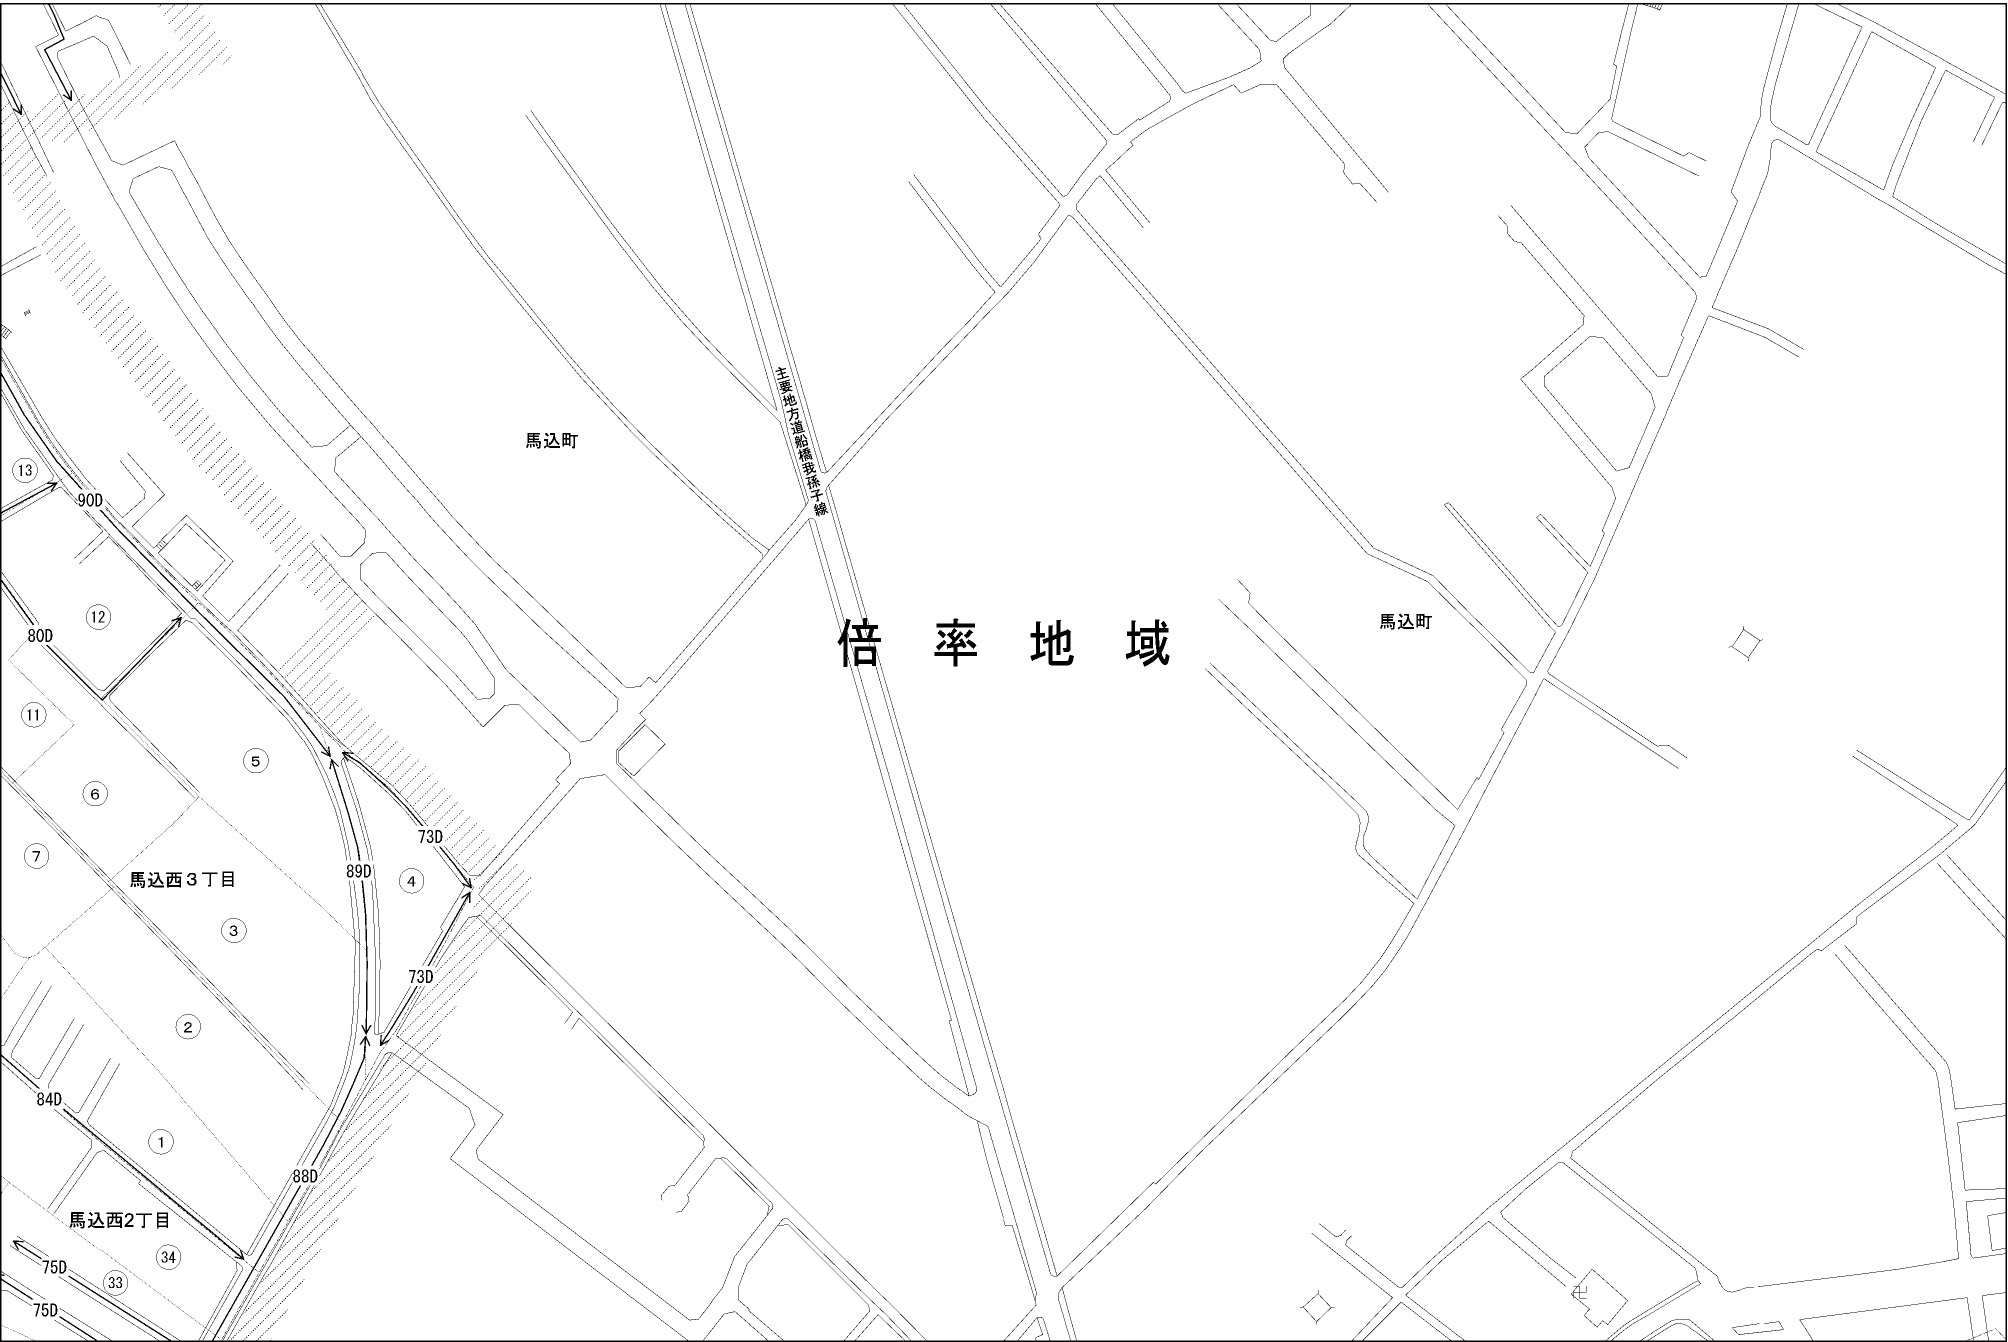 主要地方道船橋我孫子線
馬込町
⑬
90D
倍率地域
⑫
馬込町
80D
⑪
⑤
⑥
73D
⑦
89D
馬込西3丁目
④
③
73D
②
84D
①
88D
馬込西2丁目
㉞
75D
㉝
75D